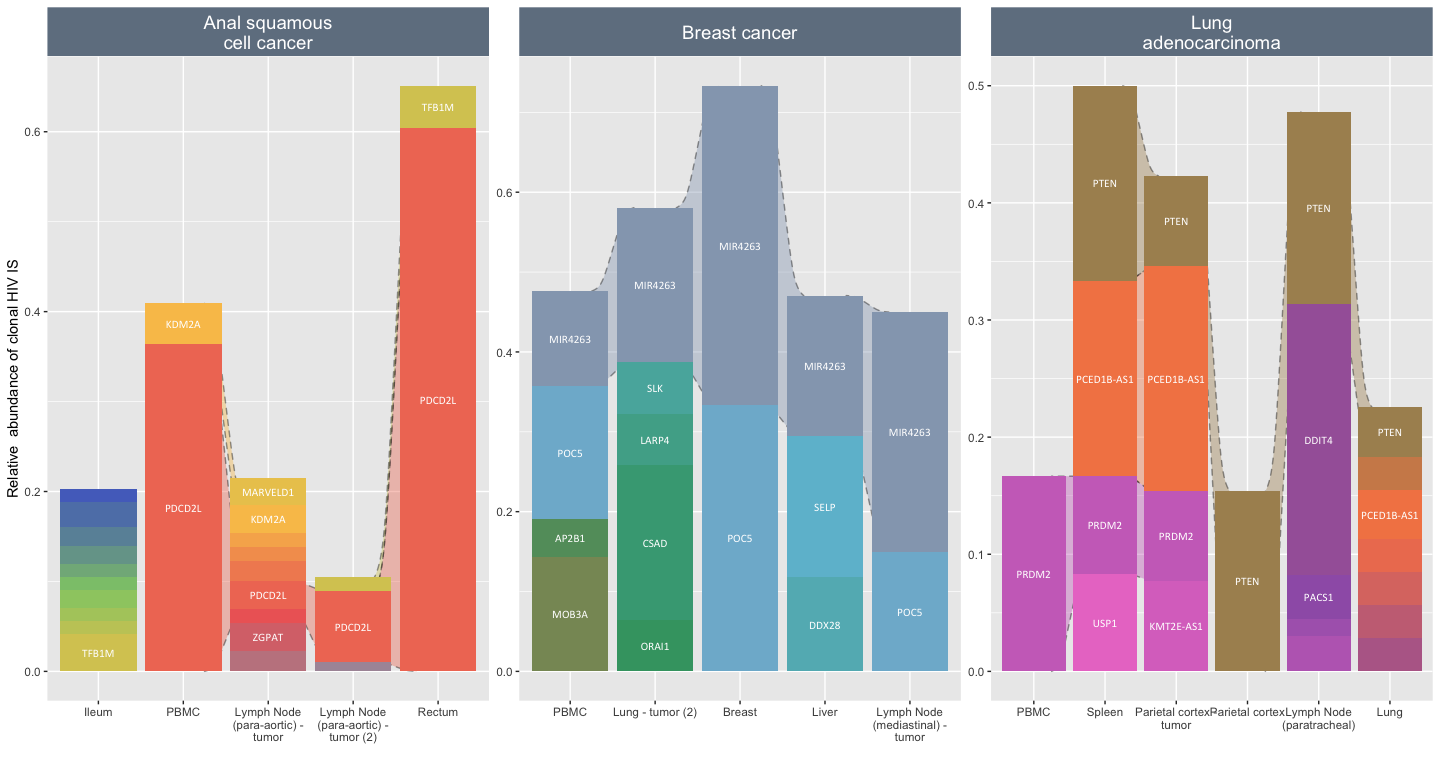 Anal squamous
cell cancer
Breast cancer
Lung
adenocarcinoma
Relative  abundance of clonal HIV IS
0.6
0.4
0.2
0.0
TFB1M
KDM2A
PDCD2L
MARVELD1
KDM2A
PDCD2L
ZGPAT
PDCD2L
TFB1M
PDCD2L
Ileum
PBMC
Lymph Node
(para-aortic) -
tumor
Lymph Node
(para-aortic) -
tumor (2)
Rectum
0.6
0.4
0.2
0.0
MIR4263
POC5
AP2B1
MOB3A
MIR4263
SLK
LARP4
CSAD
ORAI1
MIR4263
POC5
MIR4263
SELP
DDX28
MIR4263
POC5
PBMC
Lung - tumor (2)
Breast
Liver
Lymph Node
(mediastinal) -
tumor
0.5
0.4
0.3
0.2
0.1
0.0
PRDM2
PTEN
PCED1B-AS1
PRDM2
USP1
PTEN
PCED1B-AS1
PRDM2
KMT2E-AS1
PTEN
PTEN
DDIT4
PACS1
PTEN
PCED1B-AS1
PBMC
Spleen
Parietal cortex -
tumor
Parietal cortex
Lymph Node
(paratracheal)
Lung